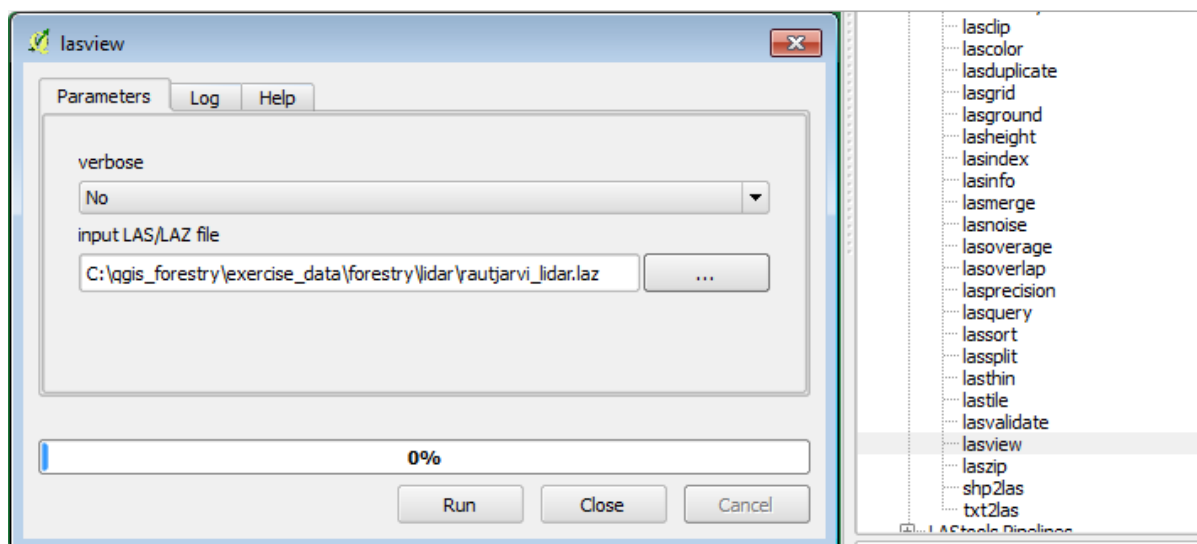 lasview
Parameters
Log
Help
verbose
No
input LAS/LAZ file
C:\qgis_forestry\exercise_data\forestry\lidar\rautjarvi_lidar.laz
...
0%
Run
Close
Cancel
lasclip
lascolor
lasduplicate
lasgrid
lasground
lasheight
lasindex
lasinfo
lasmerge
lasnoise
lasoverage
lasoverlap
lasprecision
lasquery
lassort
lassplit
lasthin
lastile
lasvalidate
lasview
laszip
shp2las
txt2las
LAStools Pipelines